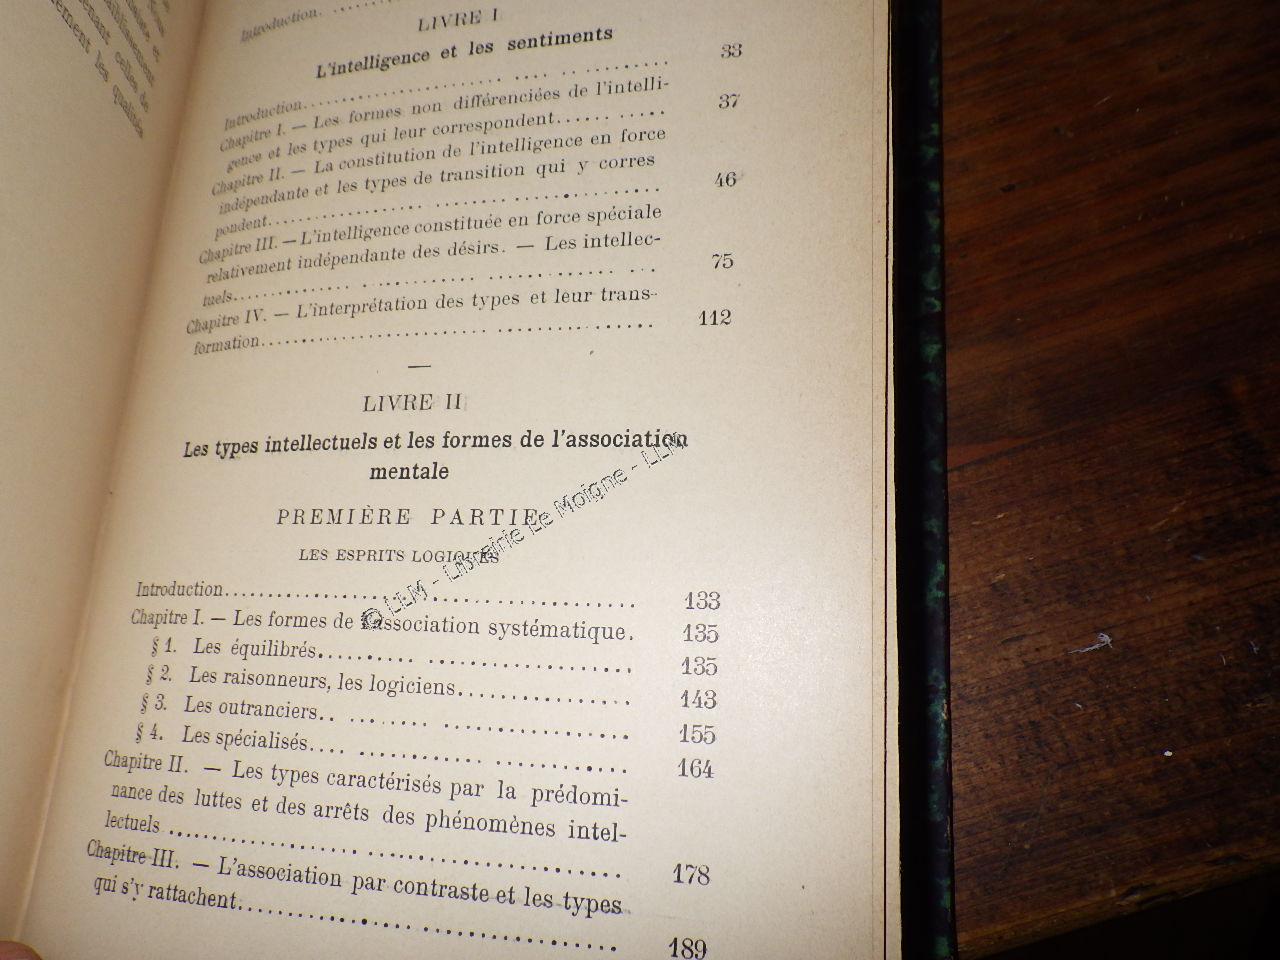 Introduction.
LIVRE I
L'intelligence et les sentiments
Introduction. 33
Chapitre I. — Les formes non différenciées de l'intelli-
gence et les types qui leur correspondent. 37
Chapitre II. — La constitution de l'intelligence en force
indépendante et les types de transition qui y corres
pondent. 46
Chapitre III. — L'intelligence constituée en force spéciale
relativement indépendante des désirs. — Les intellec-
tuels. 75
Chapitre IV. — L'interprétation des types et leur trans-
formation. 112
LIVRE II
Les types intellectuels et les formes de l'association
mentale
PREMIÈRE PARTIE
LES ESPRITS LOGIQUES
Introduction. 133
Chapitre I. — Les formes de l'association systématique. 135
§ 1. Les équilibrés. 135
§ 2. Les raisonneurs, les logiciens. 143
§ 3. Les outranciers. 155
§ 4. Les spécialisés. 164
Chapitre II. — Les types caractérisés par la prédomi-
nance des luttes et des arrêts des phénomènes intel-
lectuels 178
Chapitre III. — L'association par contraste et les types
qui s'y rattachent. 189
© LLM - Librairie Le Moigne - LLM
celles de
les
qualités